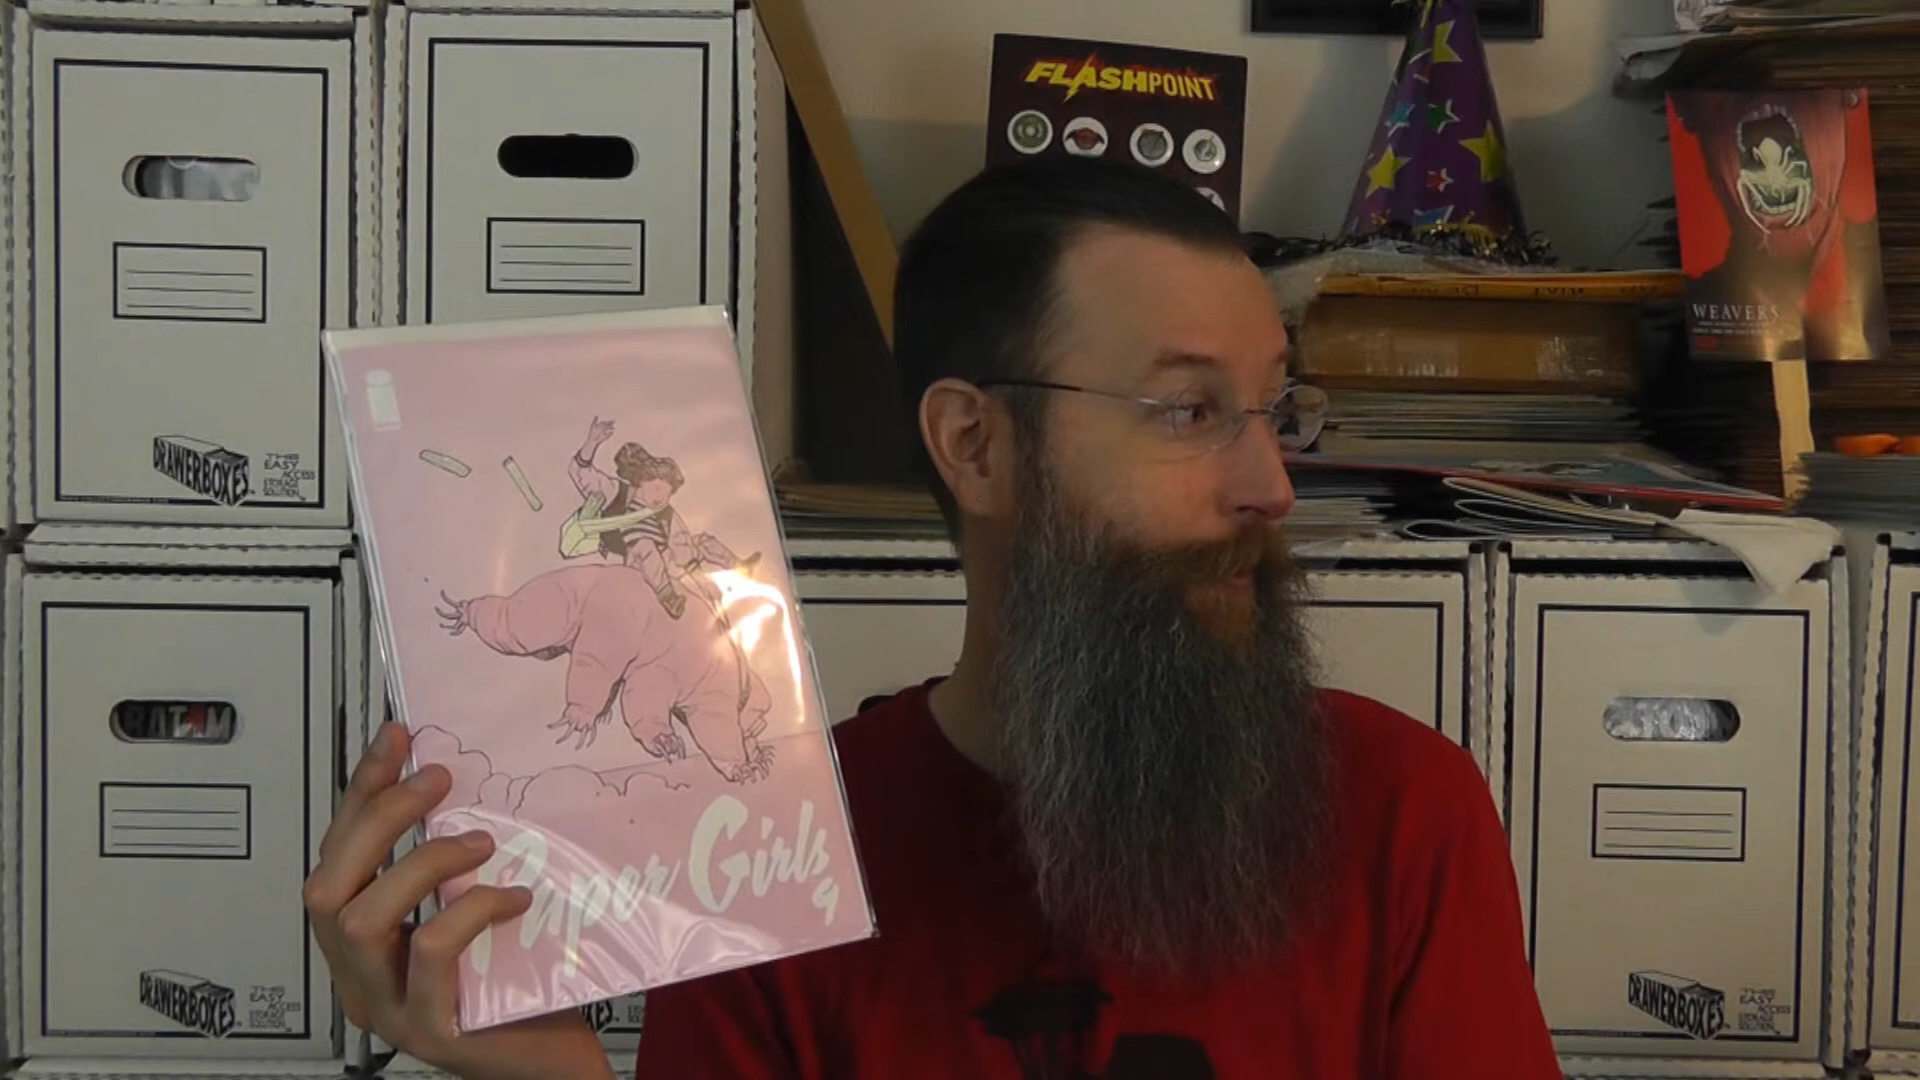 FLASHPOINT
WEAVERS
DRAWERBOXES
THE
EASY
ACCESS
STORAGE
SOLUTION
Paper Girls
9
BATM
DRAWERBOXES
THE
EASY
ACCESS
STORAGE
SOLUTION
DRAWERBOXES
THE
EASY
ACCESS
STORAGE
SOLUTION